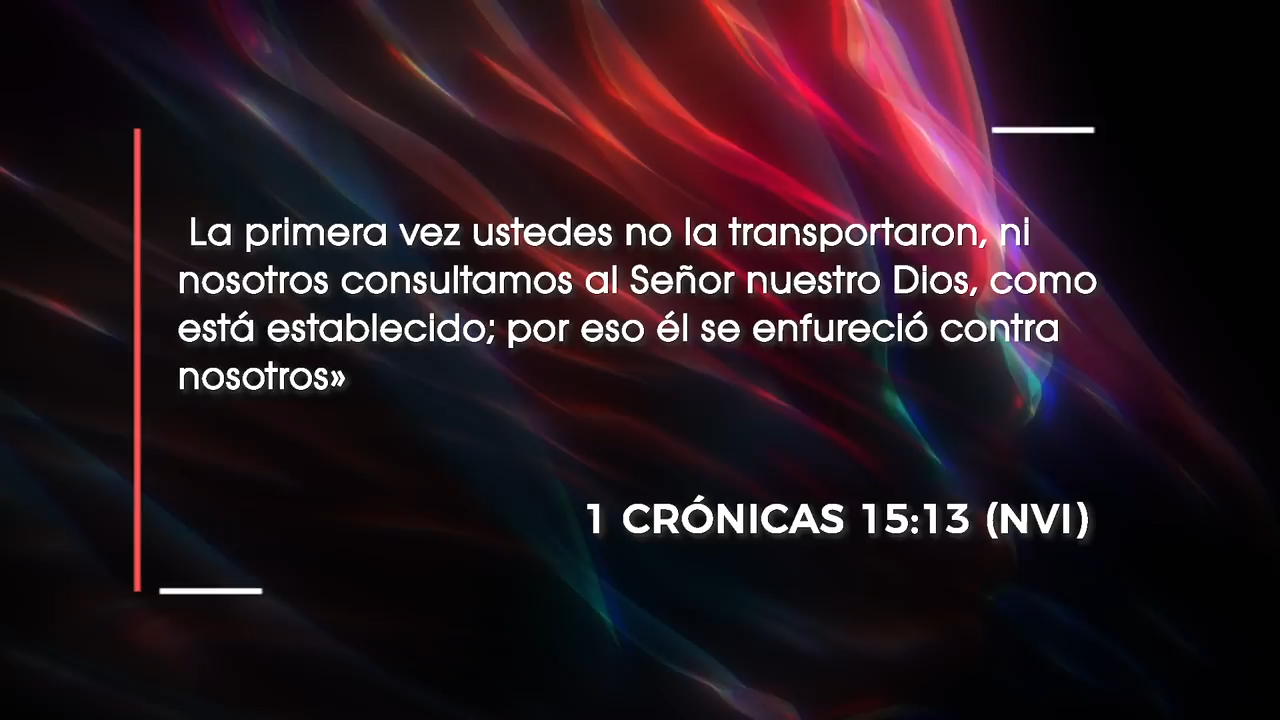 La primera vez ustedes no la transportaron, ni
nosotros consultamos al Señor nuestro Dios, como
está establecido; por eso él se enfureció contra
nosotros»
1 CRÓNICAS 15:13 (NVI)